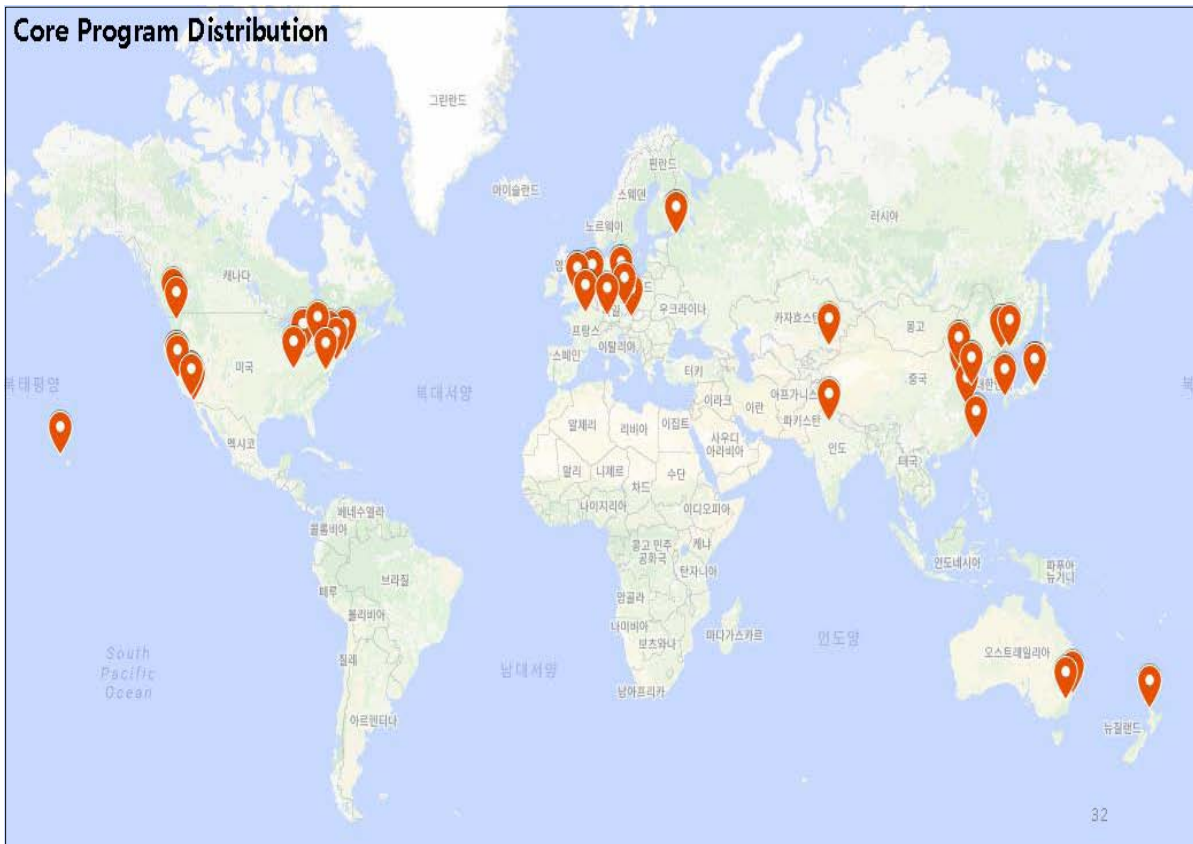 Core Program Distribution
그린란드
아이슬란드
핀란드
스웨덴
노르웨이
러시아
캐나다
영
우크라이나
카자흐스탄
몽고
프랑스
이탈리아
스페인
터키
미국
북태평양
북대서양
중국
대한민
이라크
이란
아프가니스
파키스탄
알제리
리비아
이집트
사우디
아라비아
인도
멕시코
말리
니제르
차드
수단
태국
나이지리아
이디오피아
베네수엘라
콜롬비아
콩고 민주
공화국
케냐
탄자니아
인도네시아
파푸아
뉴기니
브라질
페루
볼리비아
앙골라
나미비아
보츠와나
마다가스카르
인도양
오스트레일리아
South
Pacific
Ocean
칠레
남대서양
남아프리카
아르헨티나
뉴질랜드
32